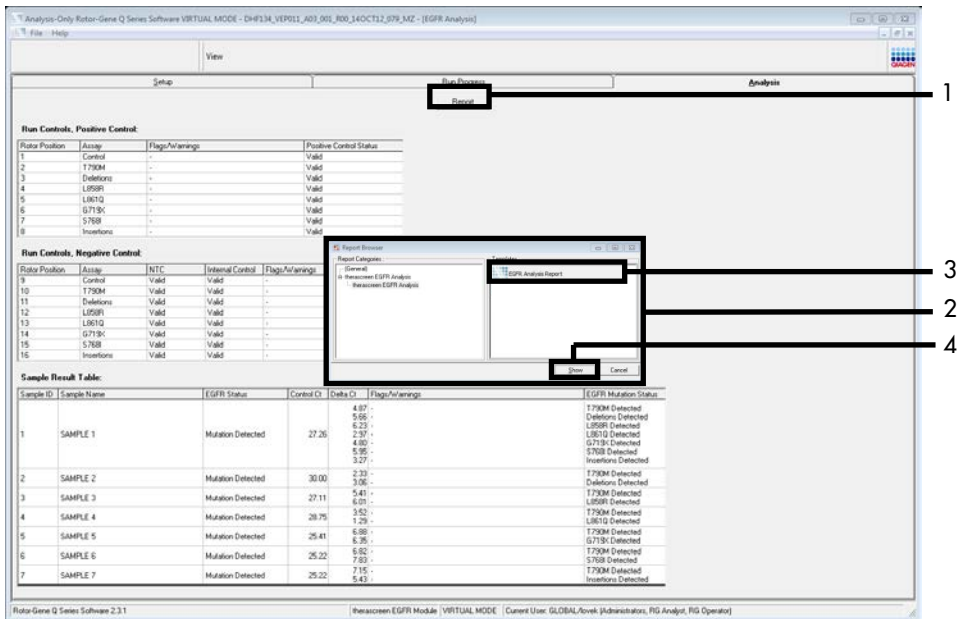 Analysis-Only Rotor-Gene Q Series Software VIRTUAL MODE - DHF134_VEP011_A03_001_R00_14OCT12_079_MZ - [EGFR Analysis]
File Help
View
QIAGEN
Setup Run Progress Analysis
Report 1
Run Controls, Positive Control:
Rotor Position Assay Flags/Warnings Positive Control Status
1 Control - Valid
2 T790M - Valid
3 Deletions - Valid
4 L858R - Valid
5 L861Q - Valid
6 G719X - Valid
7 S768I - Valid
8 Insertions - Valid
Run Controls, Negative Control:
Rotor Position Assay NTC Internal Control Flags/Warnings
9 Control Valid Valid -
10 T790M Valid Valid -
11 Deletions Valid Valid -
12 L858R Valid Valid -
13 L861Q Valid Valid -
14 G719X Valid Valid -
15 S768I Valid Valid -
16 Insertions Valid Valid -
Report Browser
Report Categories: Templates
(General)
therascreen EGFR Analysis
therascreen EGFR Analysis
EGFR Analysis Report 3
2
4
Show Cancel
Sample Result Table:
Sample ID Sample Name EGFR Status Control Ct Delta Ct Flags/Warnings EGFR Mutation Status
1 SAMPLE 1 Mutation Detected 27.26
4.87 - T790M Detected
5.66 - Deletions Detected
6.23 - L858R Detected
2.97 - L861Q Detected
4.80 - G719X Detected
5.95 - S768I Detected
3.27 - Insertions Detected
2 SAMPLE 2 Mutation Detected 30.00
2.33 - T790M Detected
3.06 - Deletions Detected
3 SAMPLE 3 Mutation Detected 27.11
5.41 - T790M Detected
6.01 - L858R Detected
4 SAMPLE 4 Mutation Detected 28.75
3.52 - T790M Detected
1.29 - L861Q Detected
5 SAMPLE 5 Mutation Detected 25.41
6.88 - T790M Detected
6.35 - G719X Detected
6 SAMPLE 6 Mutation Detected 25.22
6.82 - T790M Detected
7.83 - S768I Detected
7 SAMPLE 7 Mutation Detected 25.22
7.15 - T790M Detected
5.43 - Insertions Detected
Rotor-Gene Q Series Software 2.3.1 therascreen EGFR Module VIRTUAL MODE Current User: GLOBAL/lovek (Administrators, RG Analyst, RG Operator)